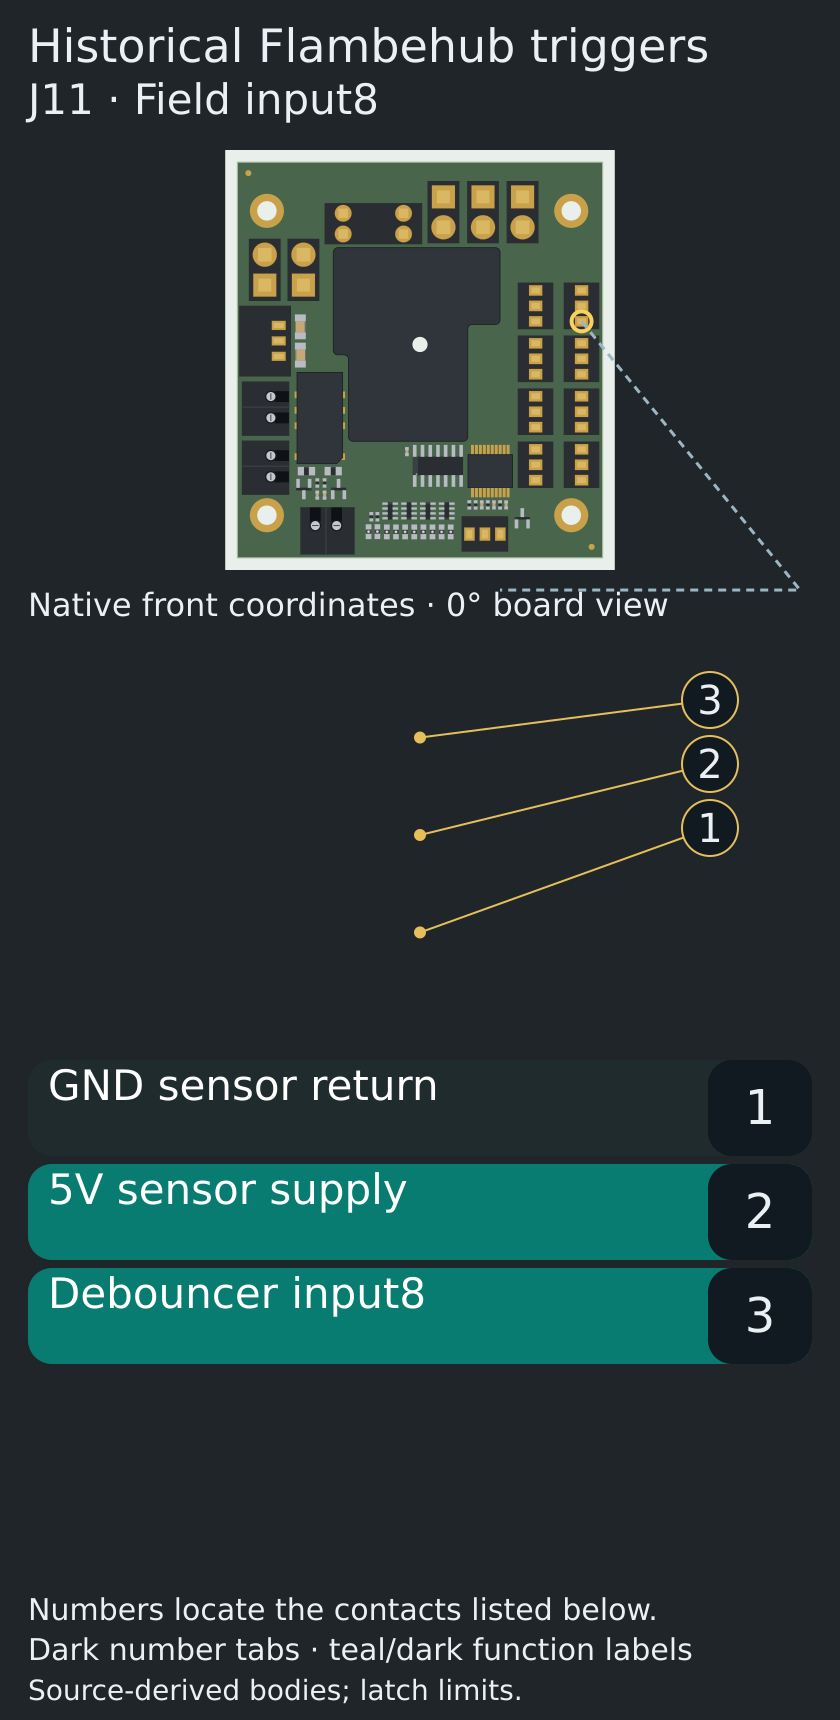 Historical Flambehub triggers
J11 · Field input8
Native front coordinates · 0° board view
3
2
1
GND sensor return 1
5V sensor supply 2
Debouncer input8 3
Numbers locate the contacts listed below.
Dark number tabs · teal/dark function labels
Source-derived bodies; latch limits.